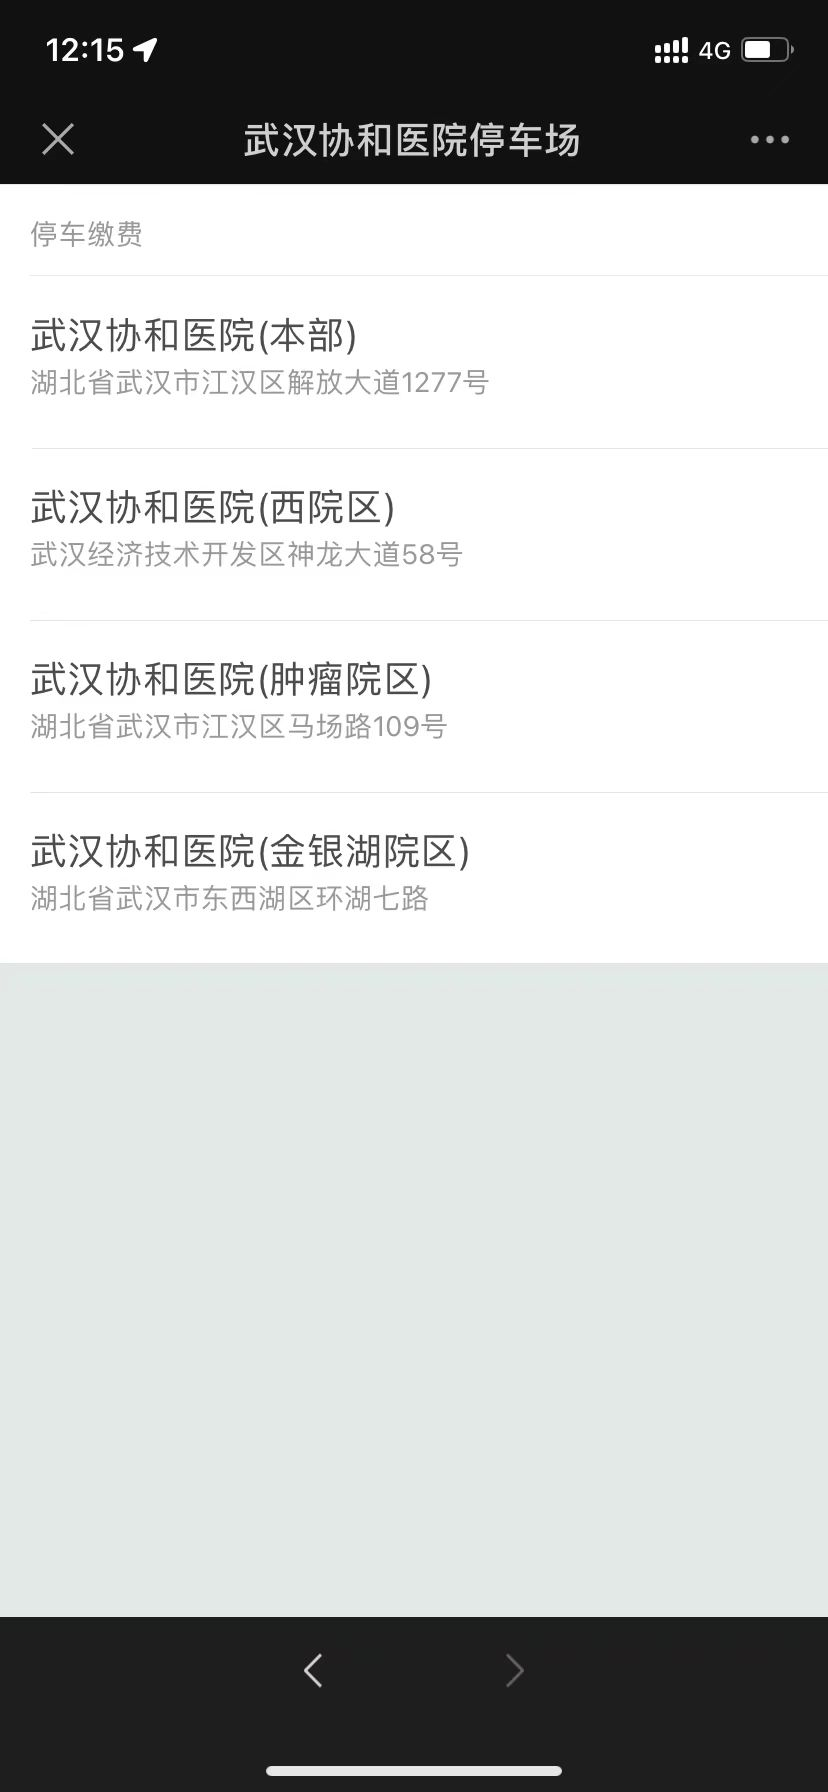 12:15
4G
武汉协和医院停车场
停车缴费
武汉协和医院(本部)
湖北省武汉市江汉区解放大道1277号
武汉协和医院(西院区)
武汉经济技术开发区神龙大道58号
武汉协和医院(肿瘤院区)
湖北省武汉市江汉区马场路109号
武汉协和医院(金银湖院区)
湖北省武汉市东西湖区环湖七路